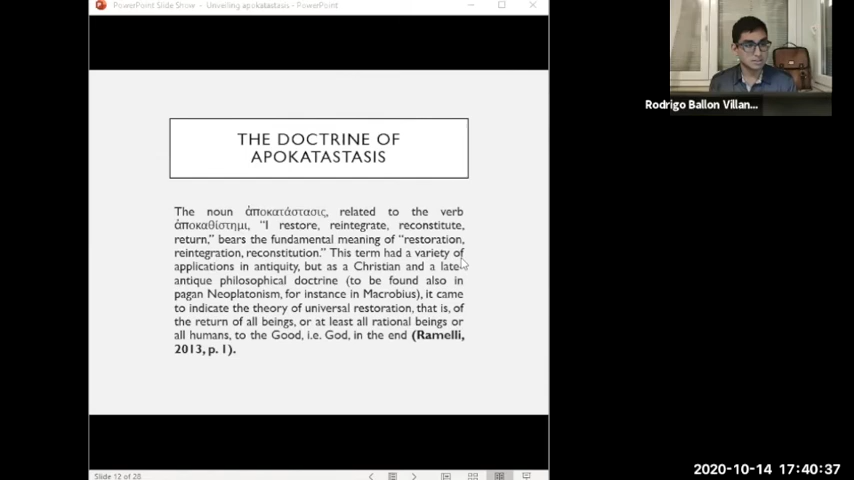 PowerPoint Slide Show - Unveiling apokatastasis - PowerPoint
Rodrigo Ballon Villan...
THE DOCTRINE OF
APOKATASTASIS
The noun ἀποκατάστασις, related to the verb
ἀποκαθίστημι, "I restore, reintegrate, reconstitute,
return," bears the fundamental meaning of "restoration,
reintegration, reconstitution." This term had a variety of
applications in antiquity, but as a Christian and a late
antique philosophical doctrine (to be found also in
pagan Neoplatonism, for instance in Macrobius), it came
to indicate the theory of universal restoration, that is, of
the return of all beings, or at least all rational beings or
all humans, to the Good, i.e. God, in the end (Ramelli,
2013, p. 1).
Slide 12 of 28
2020-10-14 17:40:37